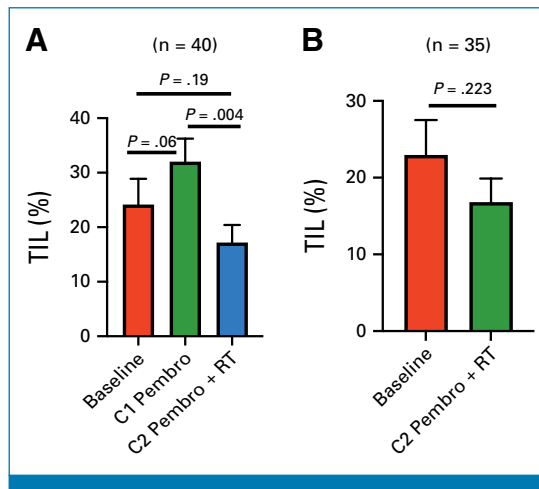 A
(n = 40)
P = .19
P = .06
P = .004
40
30
20
10
0
TIL (%)
Baseline
C1 Pembro
C2 Pembro + RT
B
(n = 35)
P = .223
30
20
10
0
TIL (%)
Baseline
C2 Pembro + RT